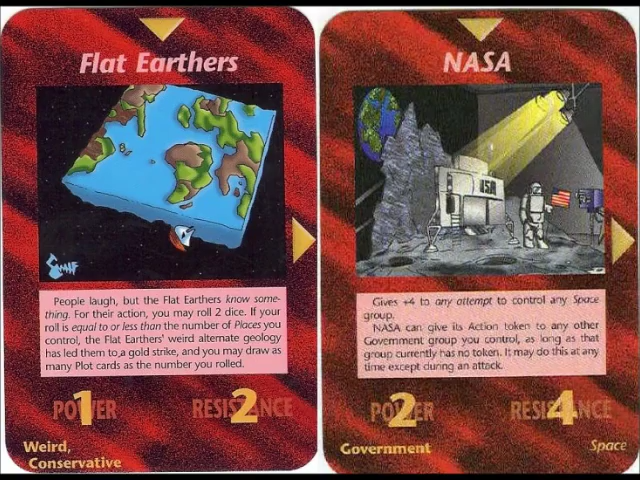 Flat Earthers
People laugh, but the Flat Earthers know some-
thing. For their action, you may roll 2 dice. If your
roll is equal to or less than the number of Places you
control, the Flat Earthers' weird alternate geology
has led them to a gold strike, and you may draw as
many Plot cards as the number you rolled.
POWER 1
RESISTANCE 2
Weird,
Conservative
NASA
USA
Gives +4 to any attempt to control any Space
group.
NASA can give its Action token to any other
Government group you control, as long as that
group currently has no token. It may do this at any
time except during an attack.
POWER 2
RESISTANCE 4
Government
Space